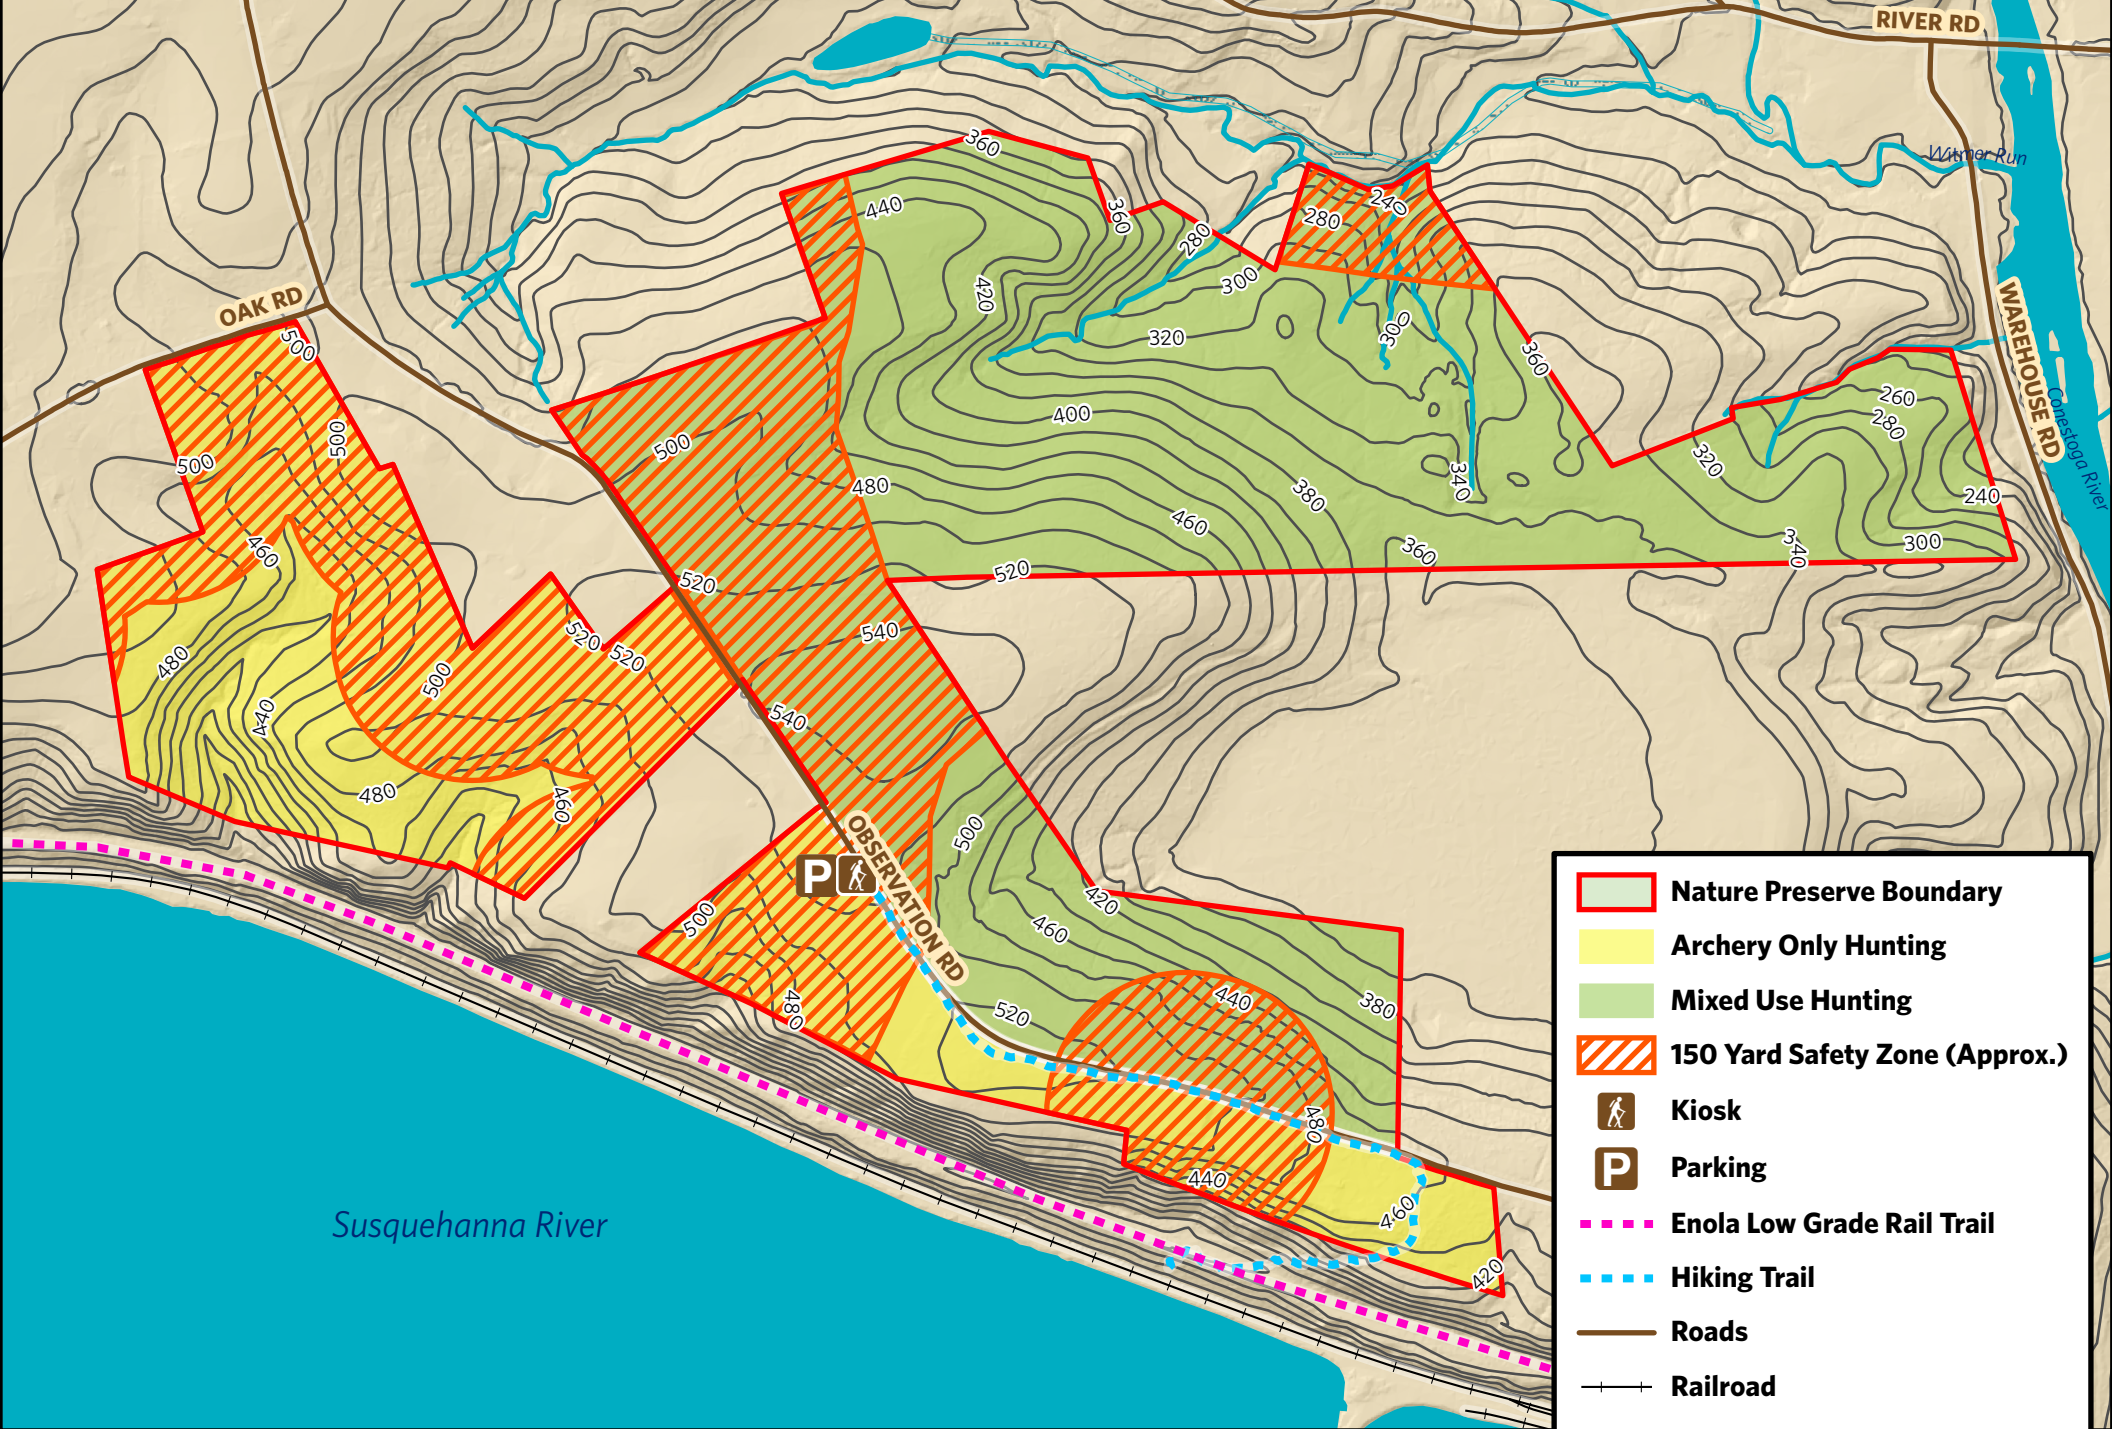 RIVER RD
360
Witmer Run
240
440
360
280
280
300
420
WAREHOUSE RD
OAK RD
500
300
320
360
260
Conestoga River
400
280
500
500
500
320
480
340
380
240
460
460
340
300
360
520
520
540
520
520
480
500
440
540
480
460
500
OBSERVATION RD
P
420
500
460
440
380
480
520
480
440
460
420
Susquehanna River
Nature Preserve Boundary
Archery Only Hunting
Mixed Use Hunting
150 Yard Safety Zone (Approx.)
Kiosk
P Parking
Enola Low Grade Rail Trail
Hiking Trail
Roads
Railroad